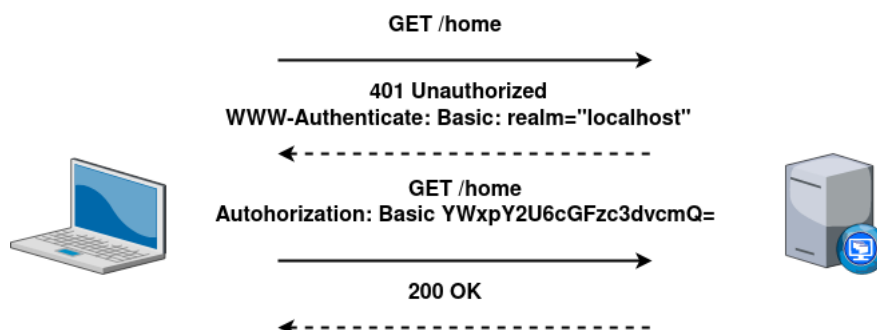 GET /home
401 Unauthorized
WWW-Authenticate: Basic: realm="localhost"
GET /home
Autohorization: Basic YWxpY2U6cGFzc3dvcmQ=
200 OK